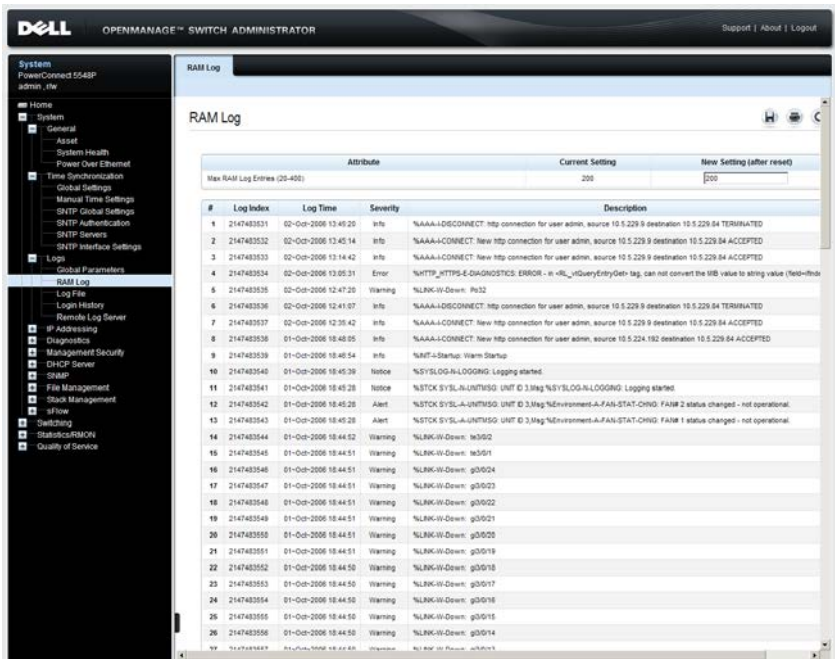 DELL OPENMANAGE™ SWITCH ADMINISTRATOR Support | About | Logout
System
PowerConnect 5548P
admin , r/w
Home
System
General
Asset
System Health
Power Over Ethernet
Time Synchronization
Global Settings
Manual Time Settings
SNTP Global Settings
SNTP Authentication
SNTP Servers
SNTP Interface Settings
Logs
Global Parameters
RAM Log
Log File
Login History
Remote Log Server
IP Addressing
Diagnostics
Management Security
DHCP Server
SNMP
File Management
Stack Management
sFlow
Switching
Statistics/RMON
Quality of Service
RAM Log
RAM Log
Attribute Current Setting New Setting (after reset)
Max RAM Log Entries (20-400) 200 200
# Log Index Log Time Severity Description
1 2147483531 02-Oct-2006 13:45:20 Info %AAA-I-DISCONNECT: http connection for user admin, source 10.5.229.9 destination 10.5.229.84 TERMINATED
2 2147483532 02-Oct-2006 13:45:14 Info %AAA-I-CONNECT: New http connection for user admin, source 10.5.229.9 destination 10.5.229.84 ACCEPTED
3 2147483533 02-Oct-2006 13:14:42 Info %AAA-I-CONNECT: New http connection for user admin, source 10.5.229.9 destination 10.5.229.84 ACCEPTED
4 2147483534 02-Oct-2006 13:05:31 Error %HTTP_HTTPS-E-DIAGNOSTICS: ERROR - in <RL_vtQueryEntryGet> tag, can not convert the MIB value to string value (field=ifInde
5 2147483535 02-Oct-2006 12:47:20 Warning %LINK-W-Down: Po32
6 2147483536 02-Oct-2006 12:41:07 Info %AAA-I-DISCONNECT: http connection for user admin, source 10.5.229.9 destination 10.5.229.84 TERMINATED
7 2147483537 02-Oct-2006 12:35:42 Info %AAA-I-CONNECT: New http connection for user admin, source 10.5.229.9 destination 10.5.229.84 ACCEPTED
8 2147483538 01-Oct-2006 18:48:05 Info %AAA-I-CONNECT: New http connection for user admin, source 10.5.224.192 destination 10.5.229.84 ACCEPTED
9 2147483539 01-Oct-2006 18:46:54 Info %INIT-I-Startup: Warm Startup
10 2147483540 01-Oct-2006 18:45:39 Notice %SYSLOG-N-LOGGING: Logging started.
11 2147483541 01-Oct-2006 18:45:28 Notice %STCK SYSL-N-UNITMSG: UNIT ID 3,Msg:%SYSLOG-N-LOGGING: Logging started.
12 2147483542 01-Oct-2006 18:45:28 Alert %STCK SYSL-A-UNITMSG: UNIT ID 3,Msg:%Environment-A-FAN-STAT-CHNG: FAN# 2 status changed - not operational.
13 2147483543 01-Oct-2006 18:45:28 Alert %STCK SYSL-A-UNITMSG: UNIT ID 3,Msg:%Environment-A-FAN-STAT-CHNG: FAN# 1 status changed - not operational.
14 2147483544 01-Oct-2006 18:44:52 Warning %LINK-W-Down: te3/0/2
15 2147483545 01-Oct-2006 18:44:51 Warning %LINK-W-Down: te3/0/1
16 2147483546 01-Oct-2006 18:44:51 Warning %LINK-W-Down: gi3/0/24
17 2147483547 01-Oct-2006 18:44:51 Warning %LINK-W-Down: gi3/0/23
18 2147483548 01-Oct-2006 18:44:51 Warning %LINK-W-Down: gi3/0/22
19 2147483549 01-Oct-2006 18:44:51 Warning %LINK-W-Down: gi3/0/21
20 2147483550 01-Oct-2006 18:44:51 Warning %LINK-W-Down: gi3/0/20
21 2147483551 01-Oct-2006 18:44:51 Warning %LINK-W-Down: gi3/0/19
22 2147483552 01-Oct-2006 18:44:50 Warning %LINK-W-Down: gi3/0/18
23 2147483553 01-Oct-2006 18:44:50 Warning %LINK-W-Down: gi3/0/17
24 2147483554 01-Oct-2006 18:44:50 Warning %LINK-W-Down: gi3/0/16
25 2147483555 01-Oct-2006 18:44:50 Warning %LINK-W-Down: gi3/0/15
26 2147483556 01-Oct-2006 18:44:50 Warning %LINK-W-Down: gi3/0/14
27 2147483557 01-Oct-2006 18:44:50 Warning %LINK-W-Down: gi3/0/13